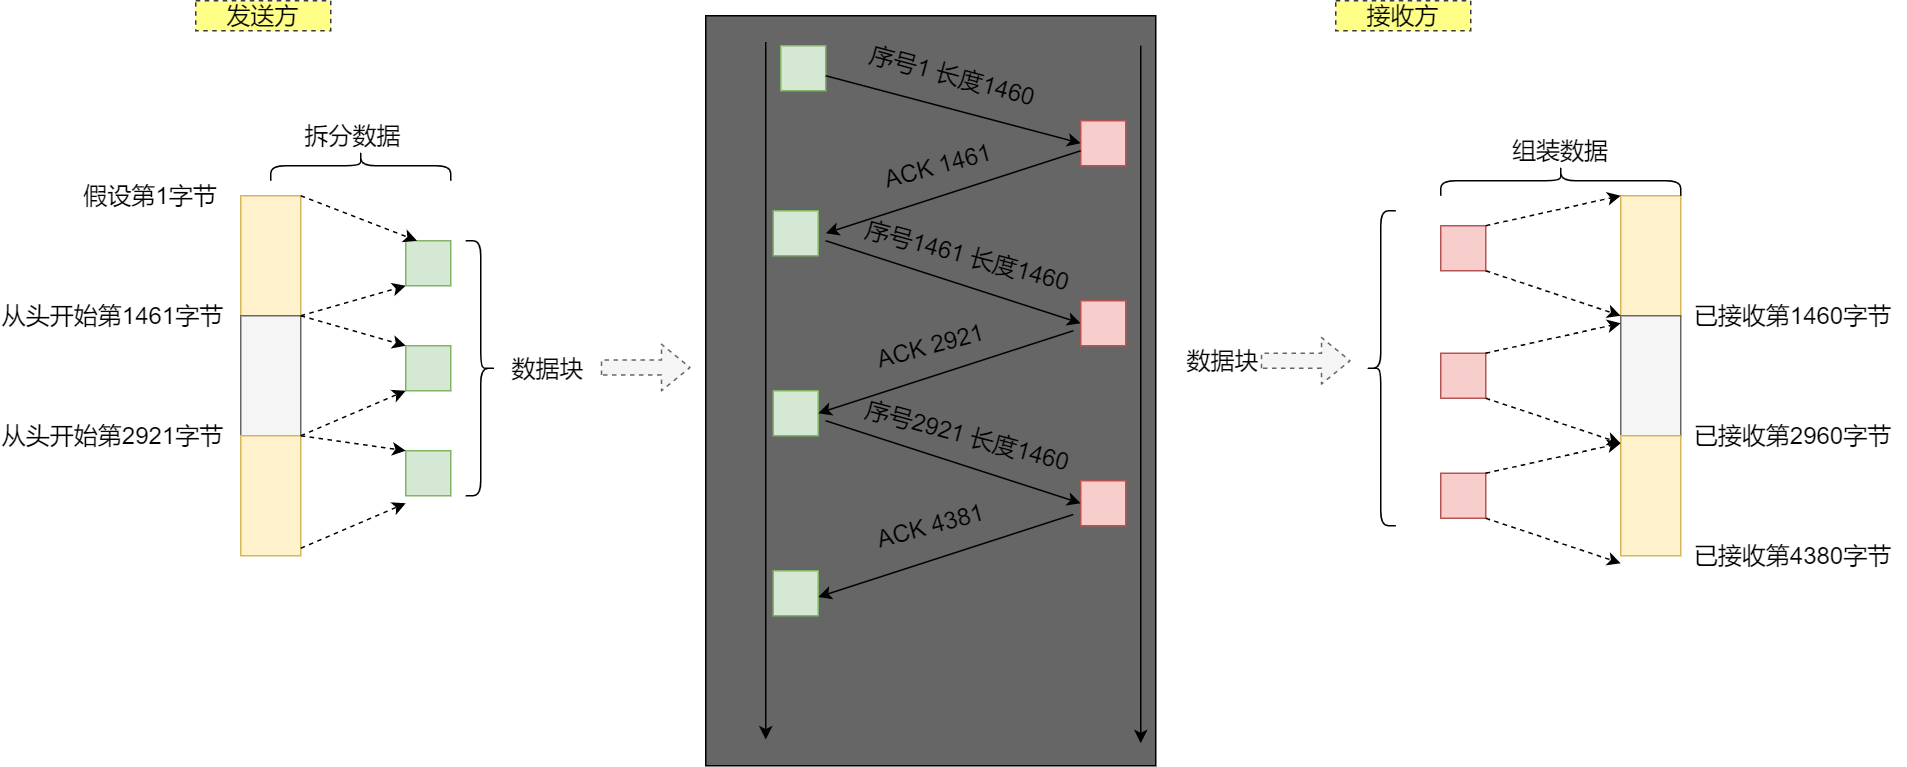 发送方
接收方
拆分数据
假设第1字节
从头开始第1461字节
从头开始第2921字节
数据块
序号1 长度1460
ACK 1461
序号1461 长度1460
ACK 2921
序号2921 长度1460
ACK 4381
数据块
组装数据
已接收第1460字节
已接收第2960字节
已接收第4380字节